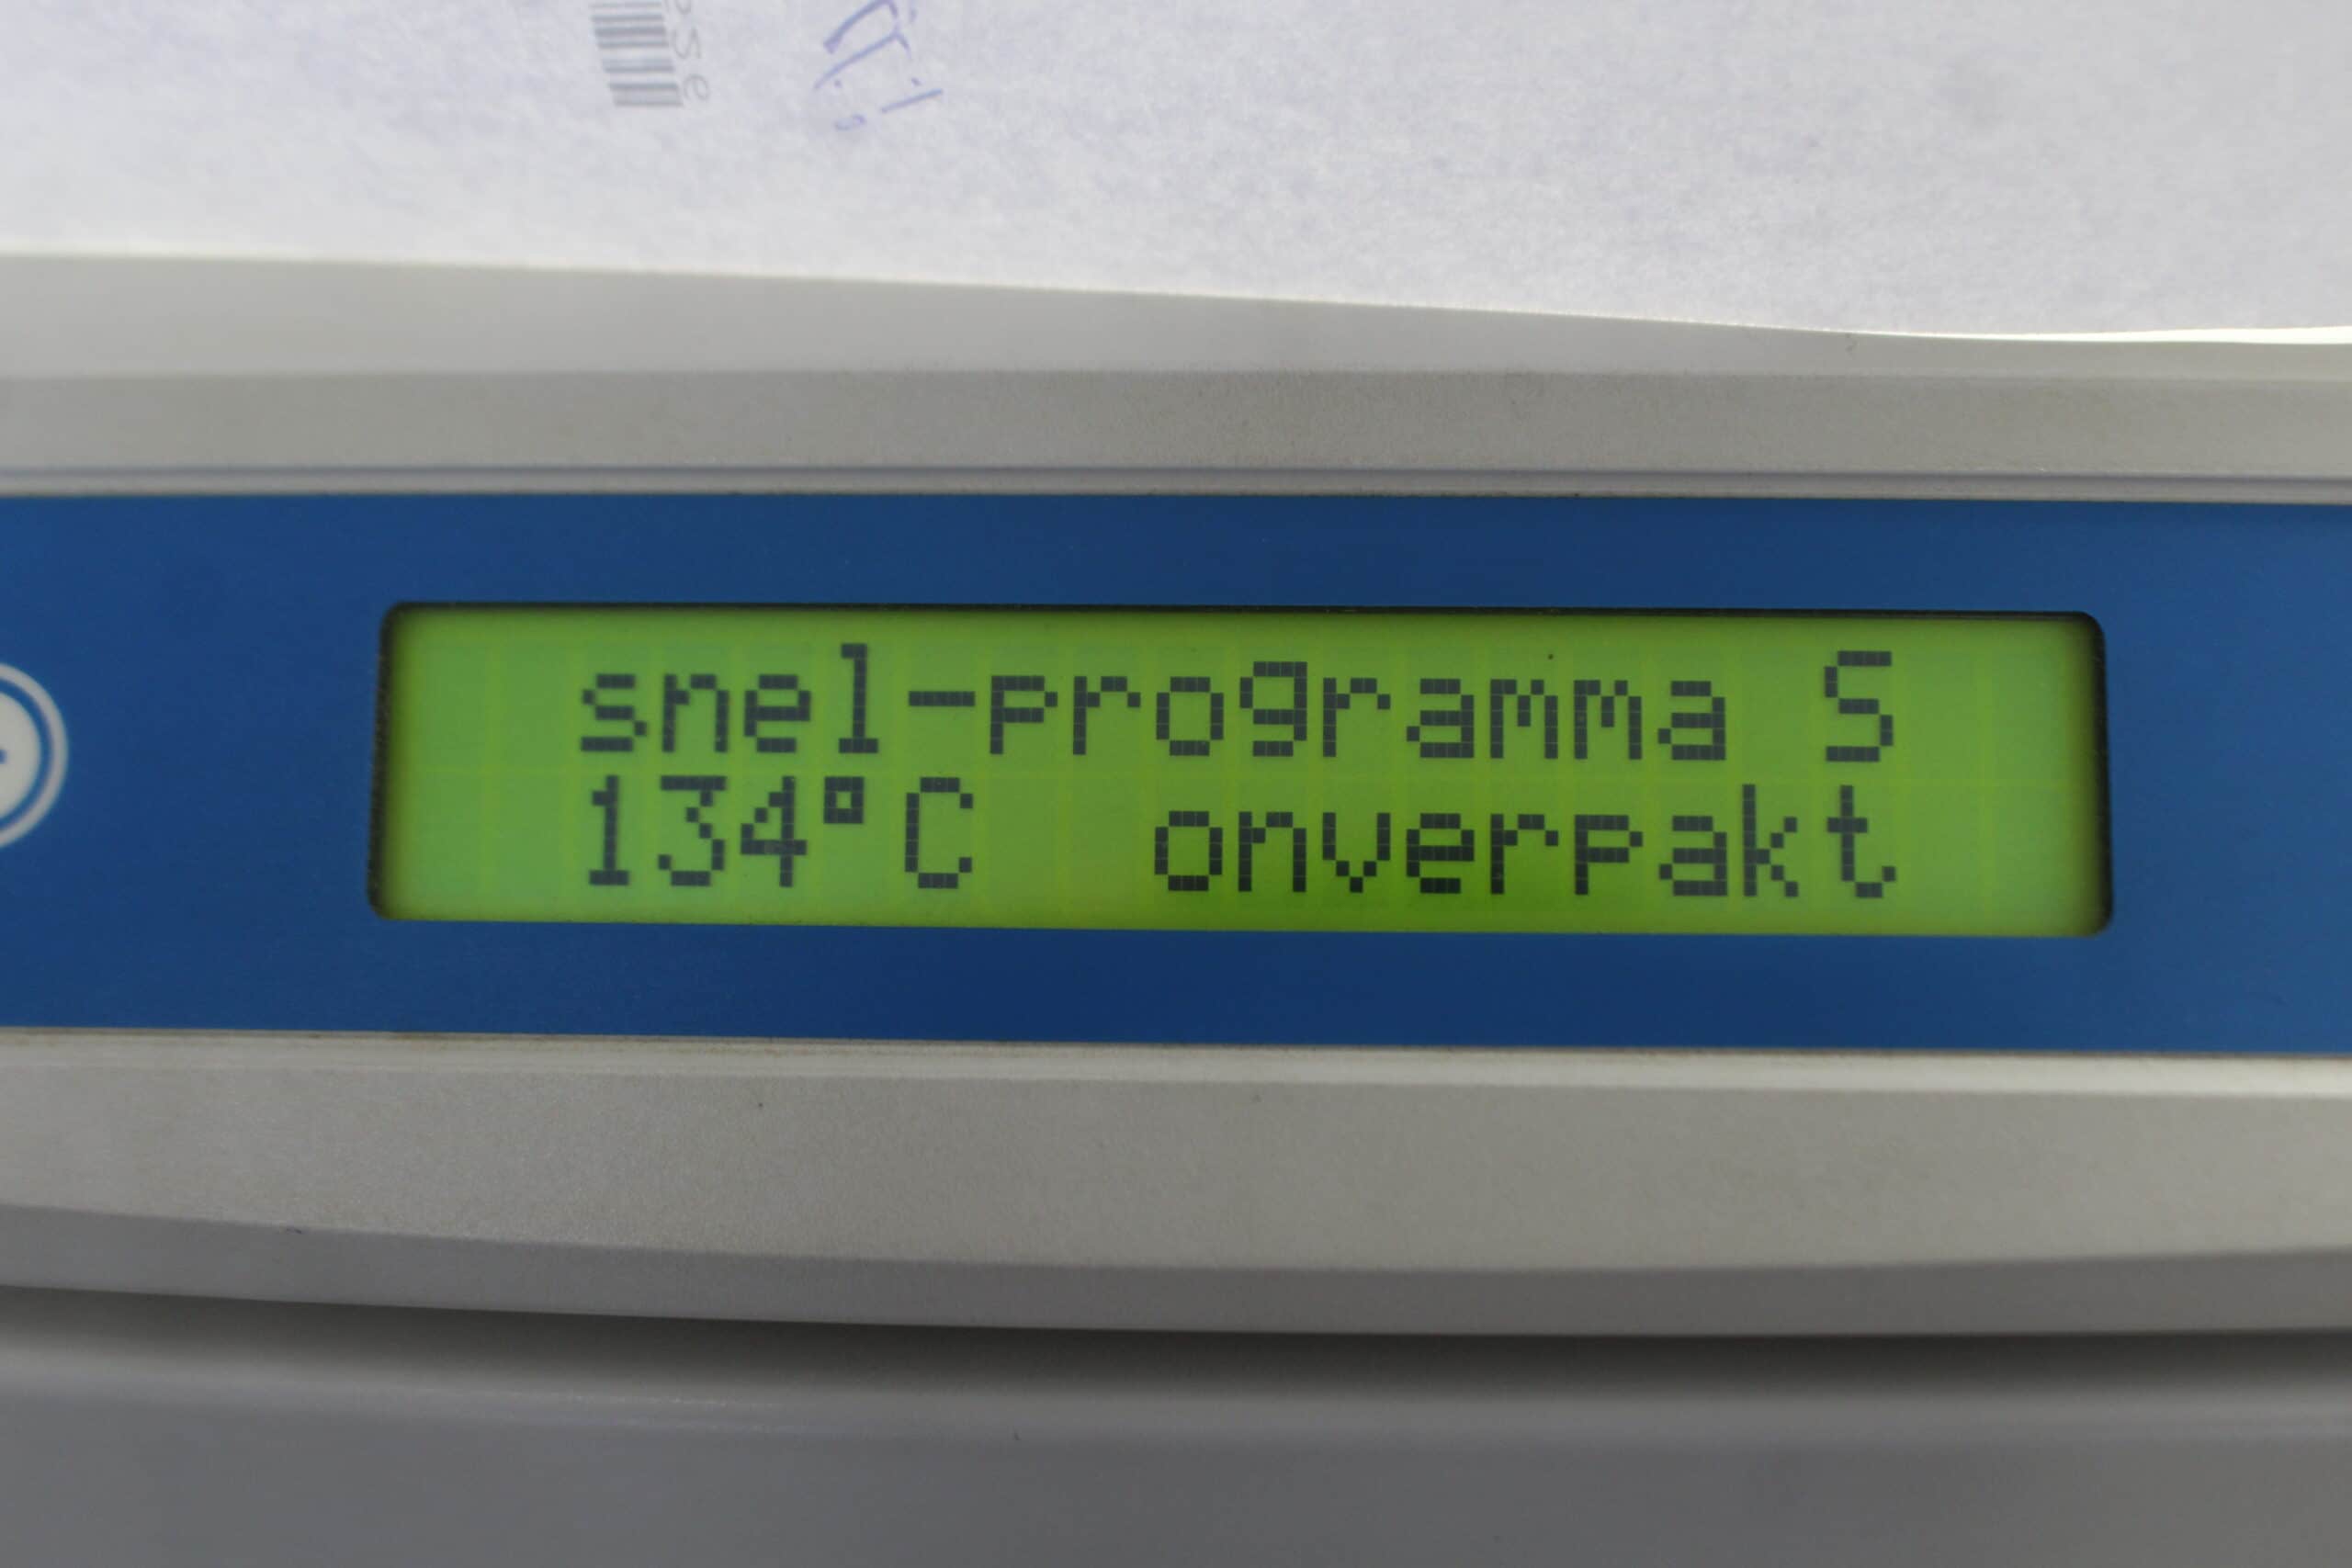 snel-programma S
134°C onverpakt